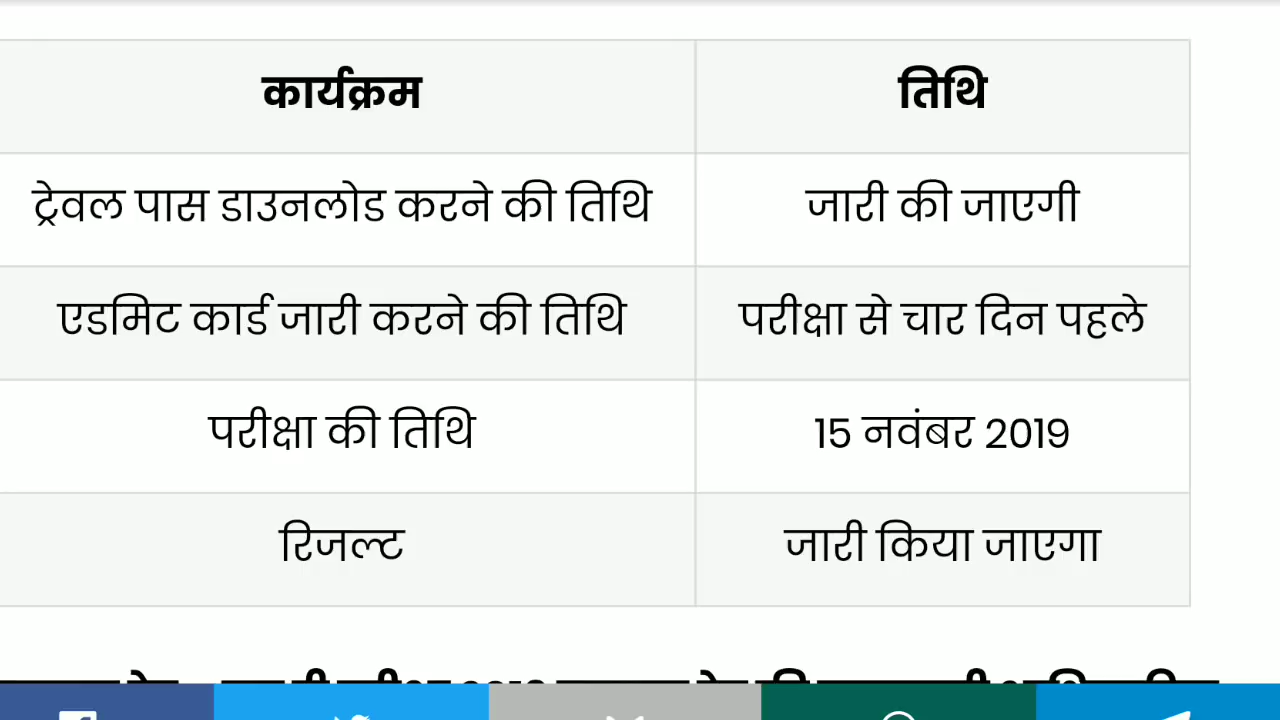 कार्यक्रम तिथि
ट्रेवल पास डाउनलोड करने की तिथि जारी की जाएगी
एडमिट कार्ड जारी करने की तिथि परीक्षा से चार दिन पहले
परीक्षा की तिथि 15 नवंबर 2019
रिजल्ट जारी किया जाएगा